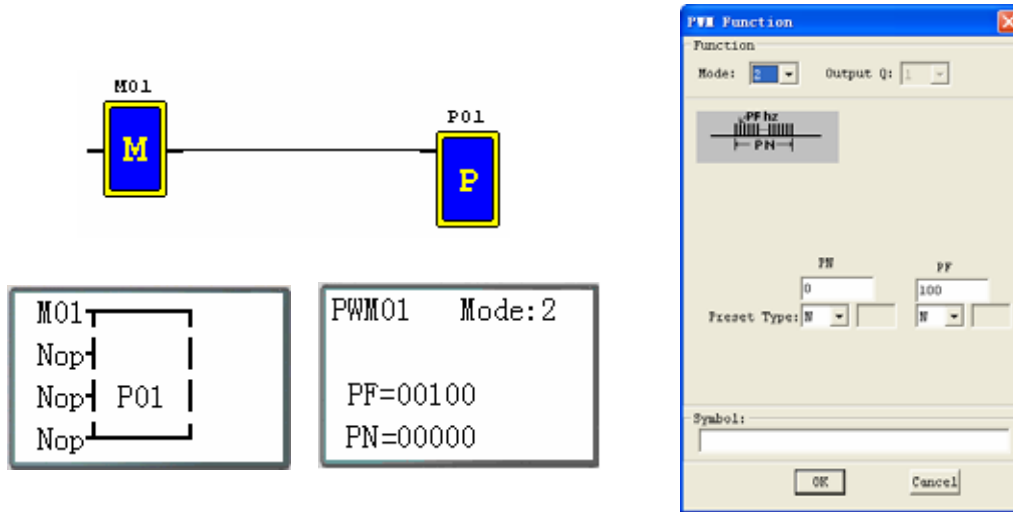 M01
M
P01
P
M01
Nop
Nop P01
Nop
PWM01 Mode:2
PF=00100
PN=00000
PWM Function
Function
Mode: 2 Output Q: 1
PF hz
PN
PN PF
0 100
Preset Type: N N
Symbol:
OK Cancel